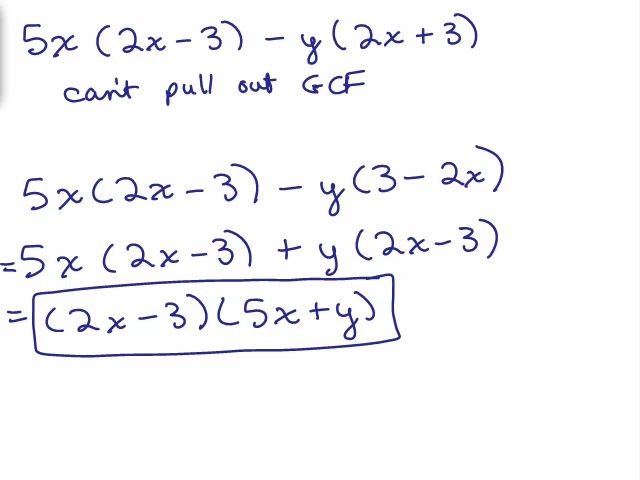 5x (2x - 3) - y (2x + 3)
can't pull out GCF
5x (2x - 3) - y (3 - 2x)
= 5x (2x - 3) + y (2x - 3)
= (2x - 3) (5x + y)